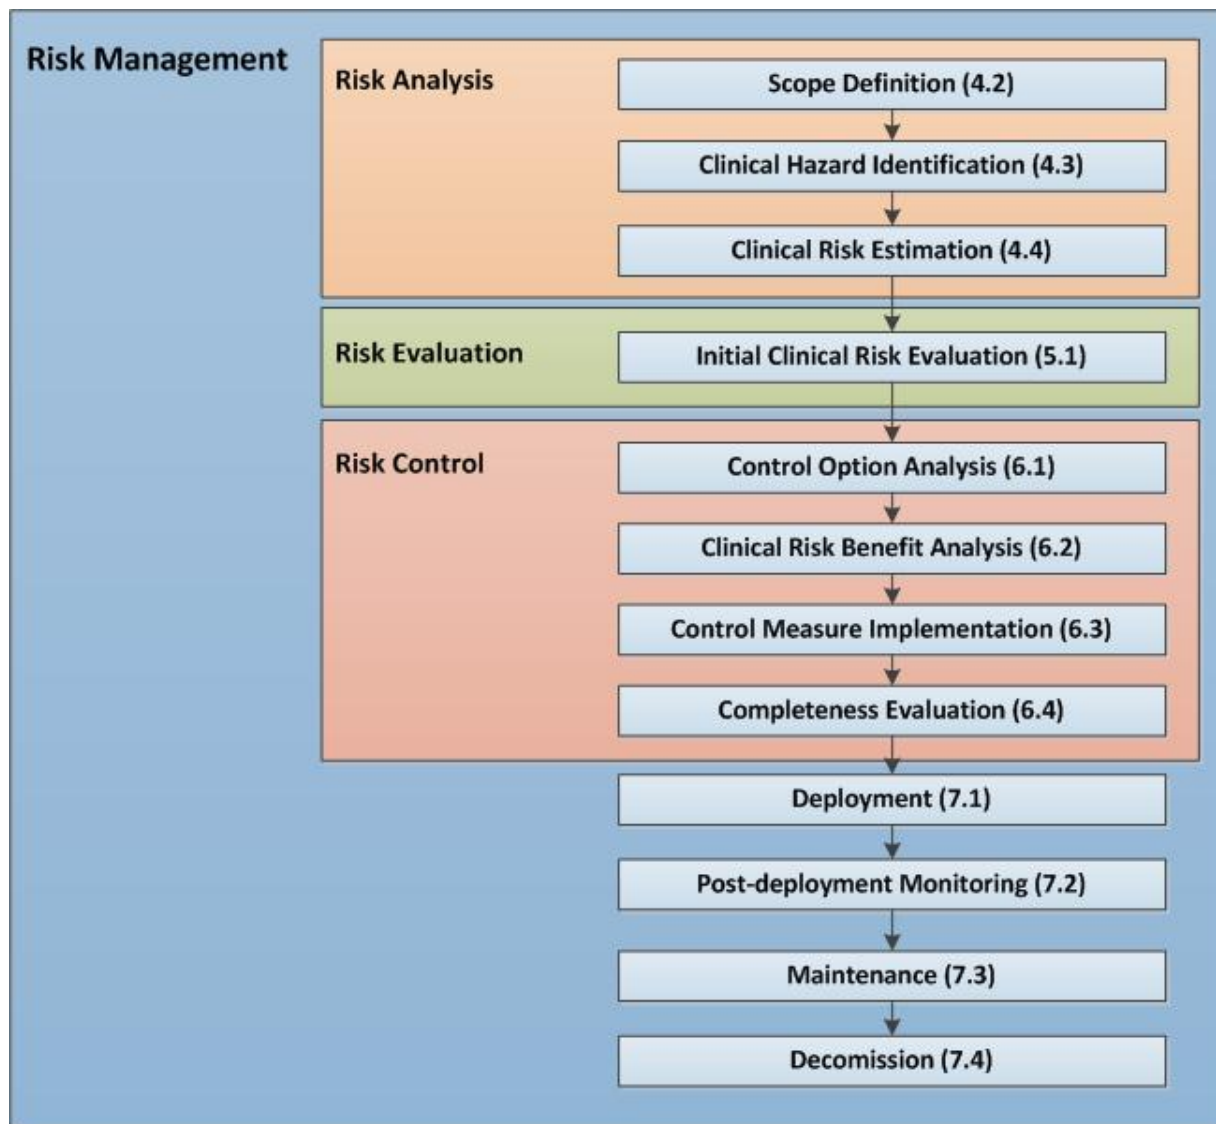 Risk Management
Risk Analysis
Scope Definition (4.2)
Clinical Hazard Identification (4.3)
Clinical Risk Estimation (4.4)
Risk Evaluation
Initial Clinical Risk Evaluation (5.1)
Risk Control
Control Option Analysis (6.1)
Clinical Risk Benefit Analysis (6.2)
Control Measure Implementation (6.3)
Completeness Evaluation (6.4)
Deployment (7.1)
Post-deployment Monitoring (7.2)
Maintenance (7.3)
Decomission (7.4)